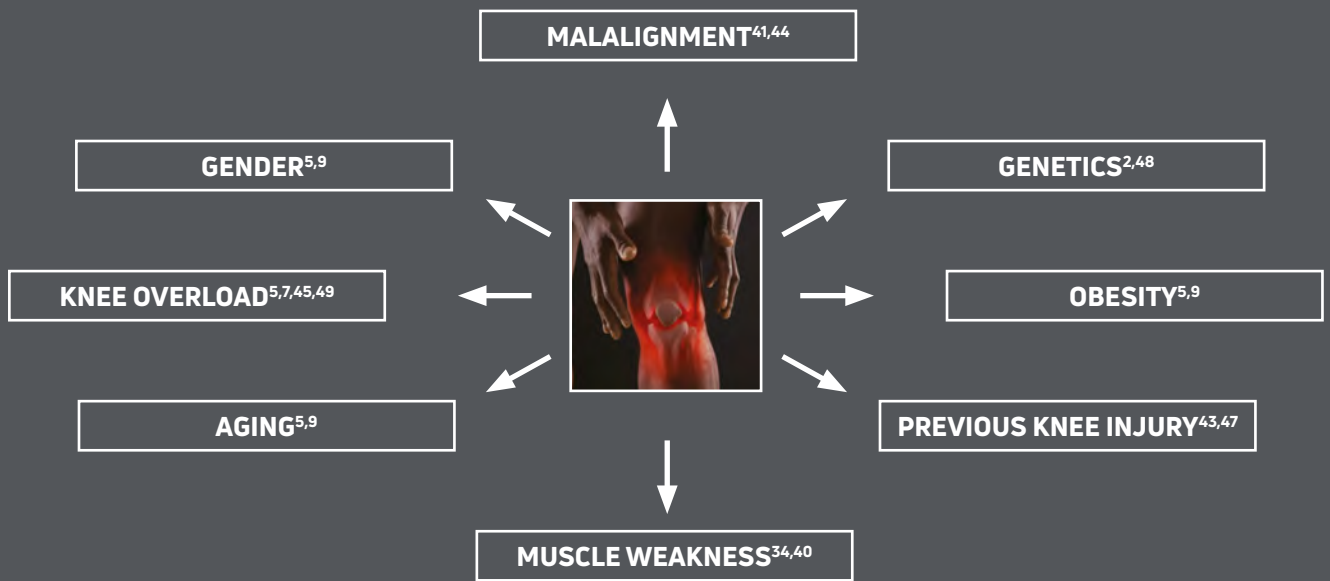 MALALIGNMENT41,44
GENDER5,9
GENETICS2,48
KNEE OVERLOAD5,7,45,49
OBESITY5,9
AGING5,9
PREVIOUS KNEE INJURY43,47
MUSCLE WEAKNESS34,40